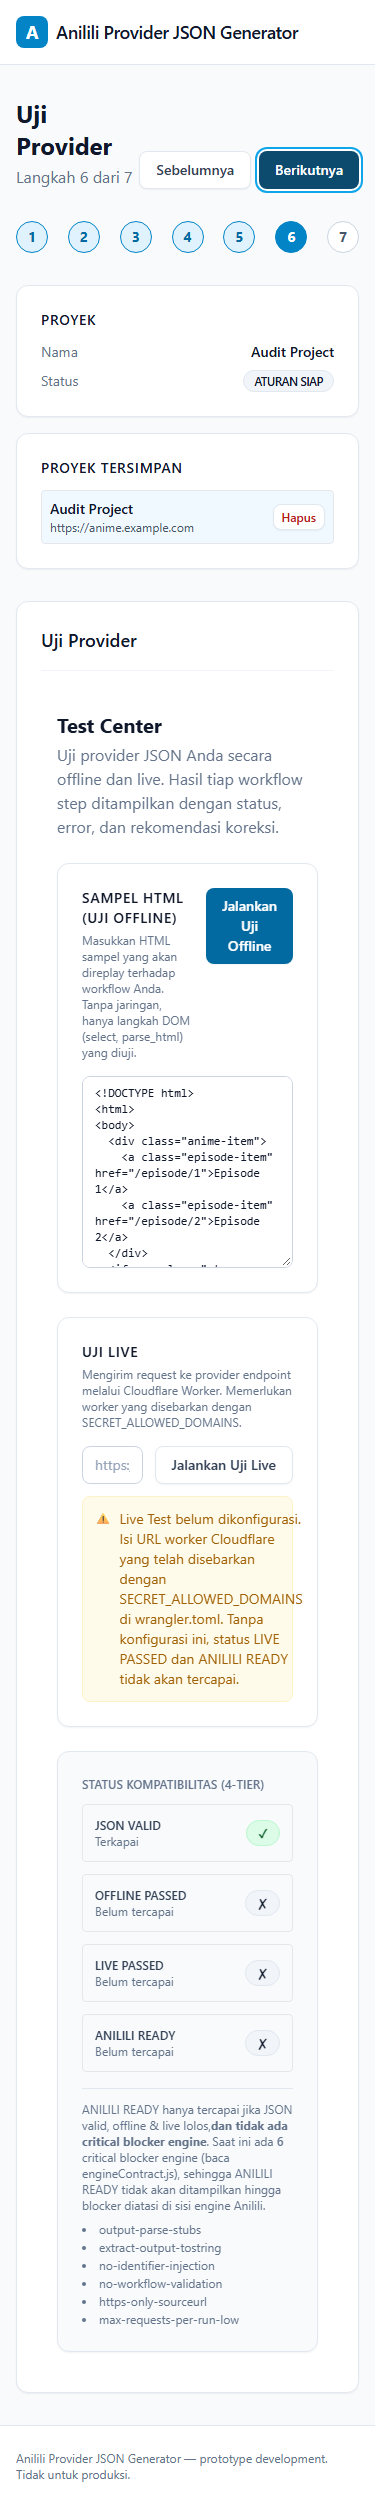 A Anilili Provider JSON Generator
Uji
Provider
Langkah 6 dari 7
Sebelumnya
Berikutnya
1 2 3 4 5 6 7
PROYEK
Nama Audit Project
Status ATURAN SIAP
PROYEK TERSIMPAN
Audit Project
https://anime.example.com
Hapus
Uji Provider
Test Center
Uji provider JSON Anda secara
offline dan live. Hasil tiap workflow
step ditampilkan dengan status,
error, dan rekomendasi koreksi.
SAMPEL HTML
(UJI OFFLINE)
Masukkan HTML
sampel yang akan
direplay terhadap
workflow Anda.
Tanpa jaringan,
hanya langkah DOM
(select, parse_html)
yang diuji.
Jalankan
Uji
Offline
<!DOCTYPE html>
<html>
<body>
<div class="anime-item">
<a class="episode-item"
href="/episode/1">Episode
1</a>
<a class="episode-item"
href="/episode/2">Episode
2</a>
</div>
UJI LIVE
Mengirim request ke provider endpoint
melalui Cloudflare Worker. Memerlukan
worker yang disebarkan dengan
SECRET_ALLOWED_DOMAINS.
https:
Jalankan Uji Live
Live Test belum dikonfigurasi.
Isi URL worker Cloudflare
yang telah disebarkan
dengan
SECRET_ALLOWED_DOMAINS
di wrangler.toml. Tanpa
konfigurasi ini, status LIVE
PASSED dan ANILILI READY
tidak akan tercapai.
STATUS KOMPATIBILITAS (4-TIER)
JSON VALID
Terkapai
✓
OFFLINE PASSED
Belum tercapai
✗
LIVE PASSED
Belum tercapai
✗
ANILILI READY
Belum tercapai
✗
ANILILI READY hanya tercapai jika JSON
valid, offline & live lolos,dan tidak ada
critical blocker engine. Saat ini ada 6
critical blocker engine (baca
engineContract.js), sehingga ANILILI
READY tidak akan ditampilkan hingga
blocker diatasi di sisi engine Anilili.
• output-parse-stubs
• extract-output-tostring
• no-identifier-injection
• no-workflow-validation
• https-only-sourceurl
• max-requests-per-run-low
Anilili Provider JSON Generator — prototype development.
Tidak untuk produksi.